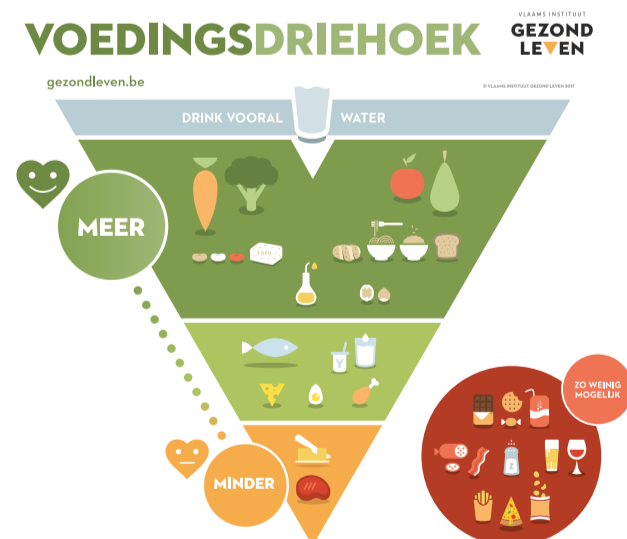 VOEDINGSDRIEHOEK
VLAAMS INSTITUUT
GEZOND
LEVEN
gezondleven.be
© VLAAMS INSTITUUT GEZOND LEVEN 2017
DRINK VOORAL WATER
MEER
TOFU
Y
MINDER
ZO WEINIG
MOGELIJK
Z